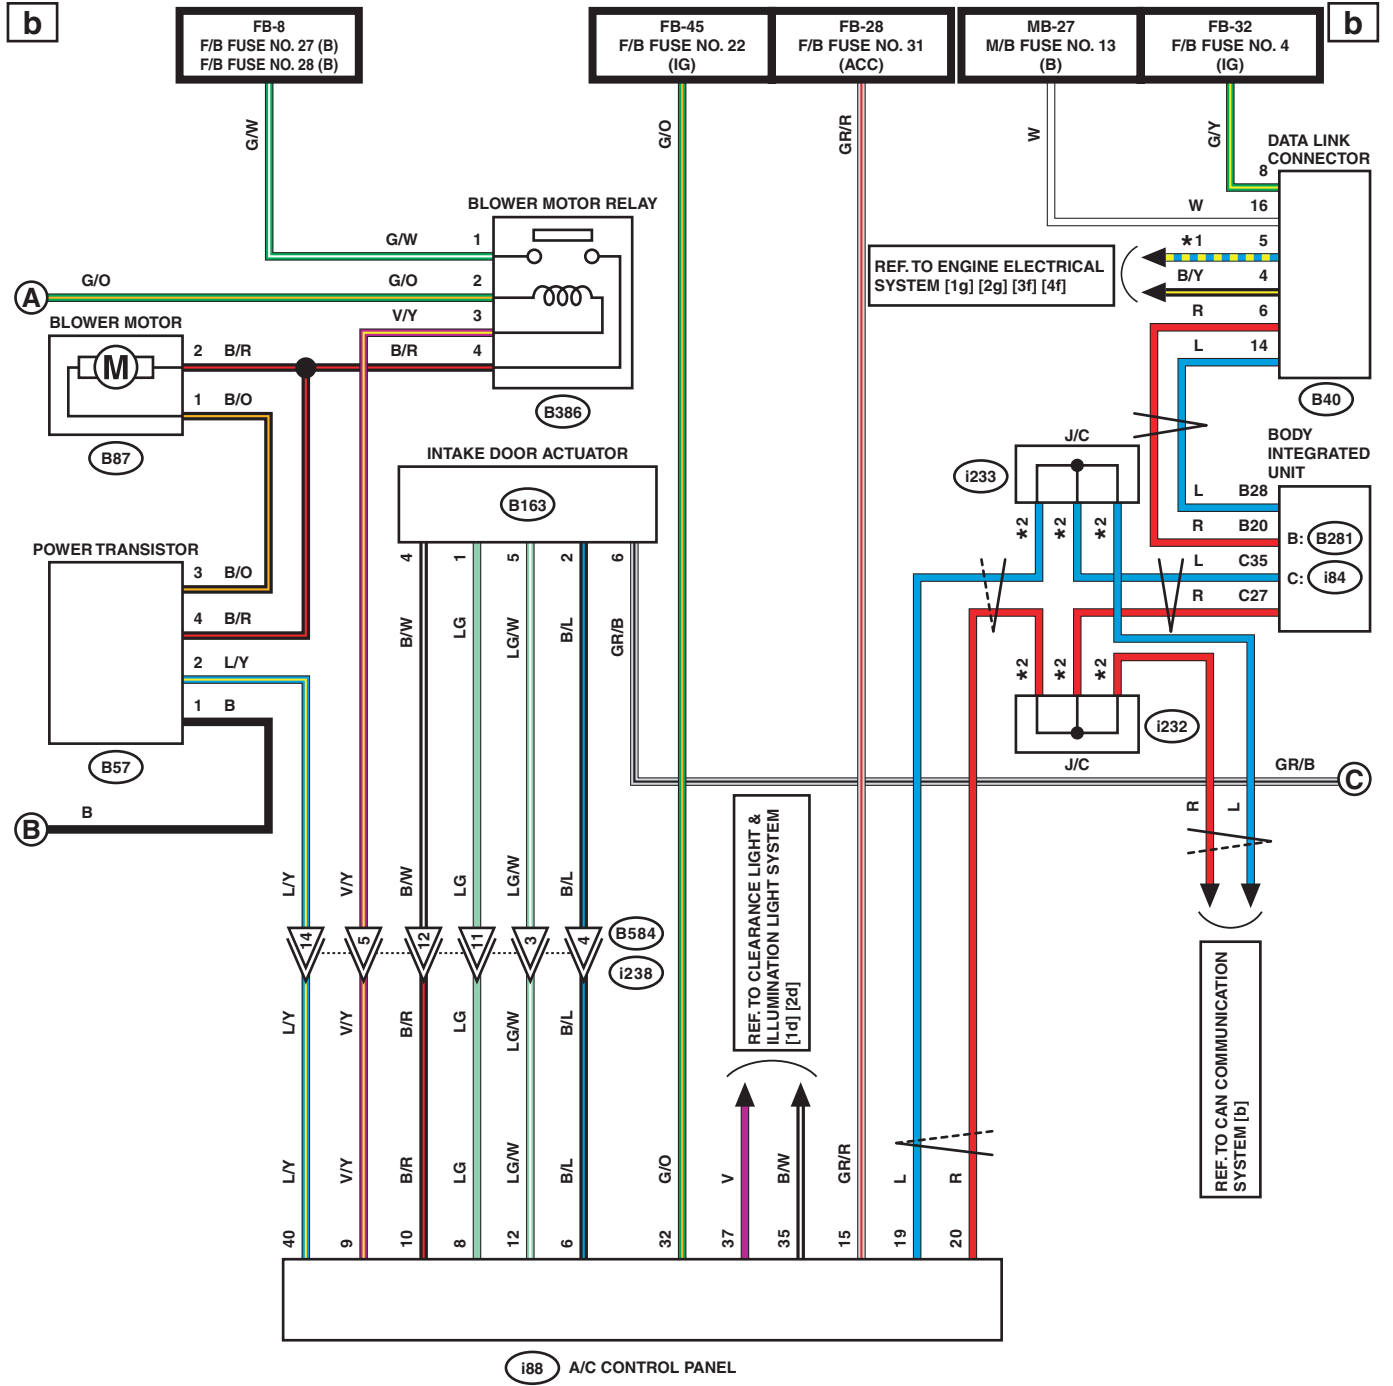 b
FB-8
F/B FUSE NO. 27 (B)
F/B FUSE NO. 28 (B)
FB-45
F/B FUSE NO. 22
(IG)
FB-28
F/B FUSE NO. 31
(ACC)
MB-27
M/B FUSE NO. 13
(B)
FB-32
F/B FUSE NO. 4
(IG)
b
G/W
G/O
GR/R
W
G/Y
DATA LINK
CONNECTOR
8
W 16
*1 5
B/Y 4
R 6
L 14
B40
REF. TO ENGINE ELECTRICAL
SYSTEM [1g] [2g] [3f] [4f]
BLOWER MOTOR RELAY
G/W 1
G/O 2
V/Y 3
B/R 4
B386
A
G/O
BLOWER MOTOR
M
2 B/R
1 B/O
B87
INTAKE DOOR ACTUATOR
B163
4
1
5
2
6
B/W
LG
LG/W
B/L
GR/B
J/C
i233
*2
*2
*2
BODY
INTEGRATED
UNIT
L B28
R B20
L C35
R C27
B: B281
C: i84
*2
*2
*2
i232
J/C
POWER TRANSISTOR
3 B/O
4 B/R
2 L/Y
1 B
B57
B
B
GR/B
C
R
L
REF. TO CLEARANCE LIGHT &
ILLUMINATION LIGHT SYSTEM
[1d] [2d]
REF. TO CAN COMMUNICATION
SYSTEM [b]
L/Y
V/Y
B/W
LG
LG/W
B/L
14
5
12
11
3
4
B584
i238
L/Y
V/Y
B/R
LG
LG/W
B/L
L/Y
V/Y
B/R
LG
LG/W
B/L
G/O
V
B/W
GR/R
L
R
40
9
10
8
12
6
32
37
35
15
19
20
i88
A/C CONTROL PANEL